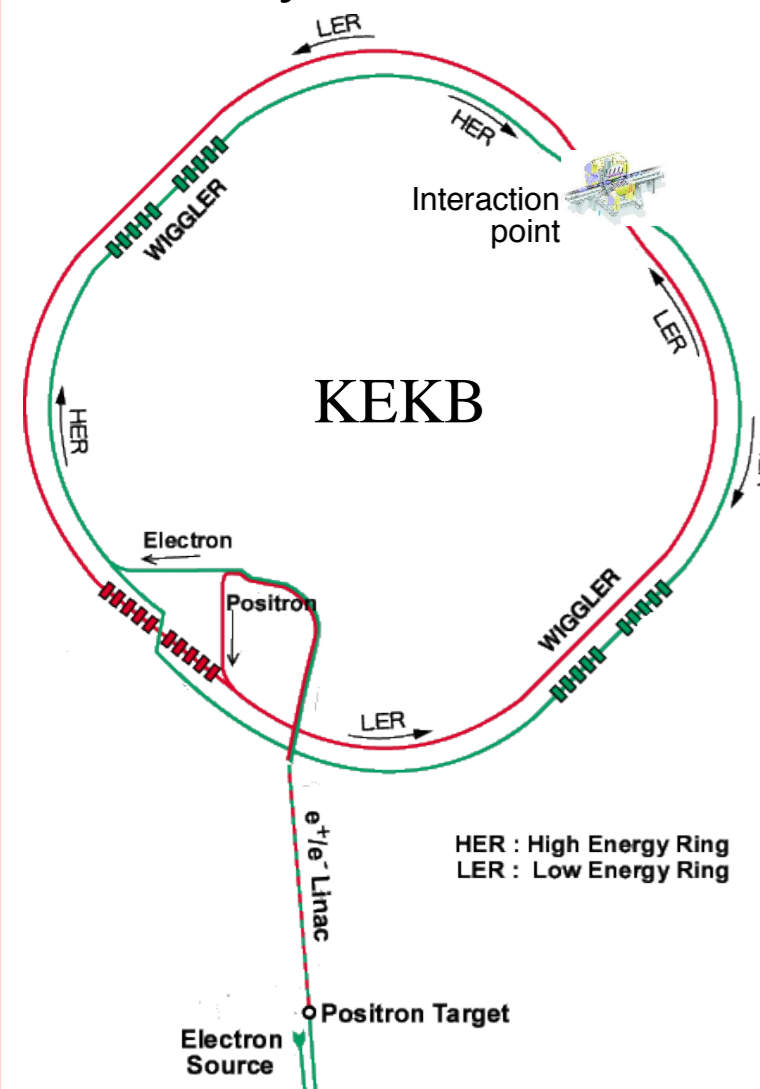 LER
HER
Interaction
point
WIGGLER
LER
KEKB
HER
Electron
Positron
WIGGLER
LER
e+/e- Linac
HER : High Energy Ring
LER : Low Energy Ring
Positron Target
Electron
Source